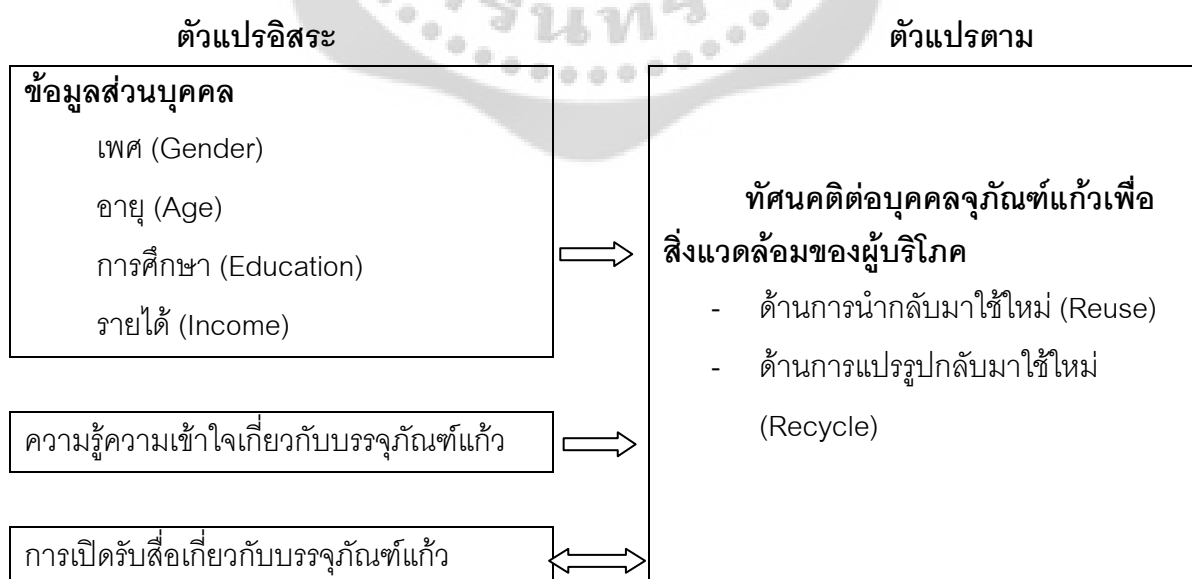 ตัวแปรอิสระ
ตัวแปรตาม
ข้อมูลส่วนบุคคล
เพศ (Gender)
อายุ (Age)
การศึกษา (Education)
รายได้ (Income)
ความรู้ความเข้าใจเกี่ยวกับบรรจุภัณฑ์แก้ว
การเปิดรับสื่อเกี่ยวกับบรรจุภัณฑ์แก้ว
ทัศนคติต่อบุคคลจุภัณฑ์แก้วเพื่อ
สิ่งแวดล้อมของผู้บริโภค
- ด้านการนำกลับมาใช้ใหม่ (Reuse)
- ด้านการแปรรูปกลับมาใช้ใหม่
(Recycle)